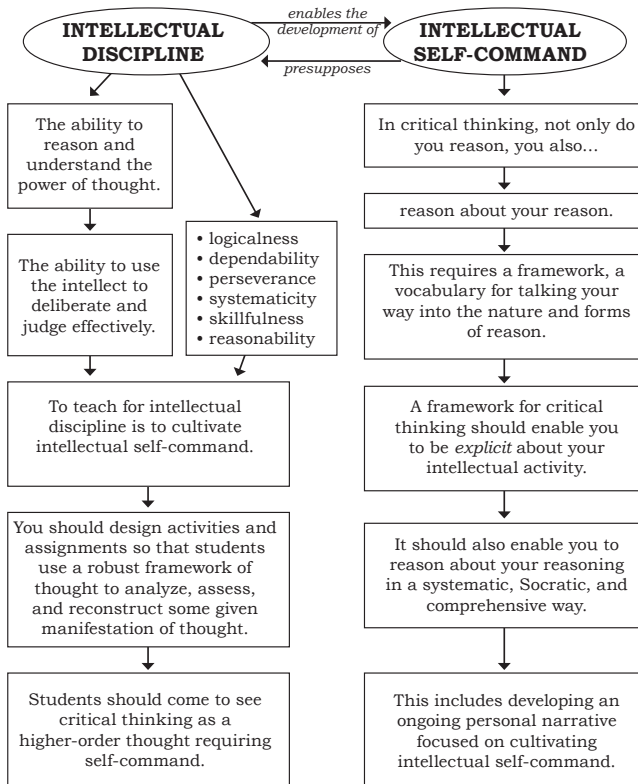 INTELLECTUAL
DISCIPLINE
enables the
development of
presupposes
INTELLECTUAL
SELF-COMMAND
The ability to
reason and
understand the
power of thought.
The ability to use
the intellect to
deliberate and
judge effectively.
• logicalness
• dependability
• perseverance
• systematicity
• skillfulness
• reasonability
To teach for intellectual
discipline is to cultivate
intellectual self-command.
You should design activities and
assignments so that students
use a robust framework of
thought to analyze, assess,
and reconstruct some given
manifestation of thought.
Students should come to see
critical thinking as a
higher-order thought requiring
self-command.
In critical thinking, not only do
you reason, you also…
reason about your reason.
This requires a framework, a
vocabulary for talking your
way into the nature and forms
of reason.
A framework for critical
thinking should enable you
to be explicit about your
intellectual activity.
It should also enable you to
reason about your reasoning
in a systematic, Socratic, and
comprehensive way.
This includes developing an
ongoing personal narrative
focused on cultivating
intellectual self-command.